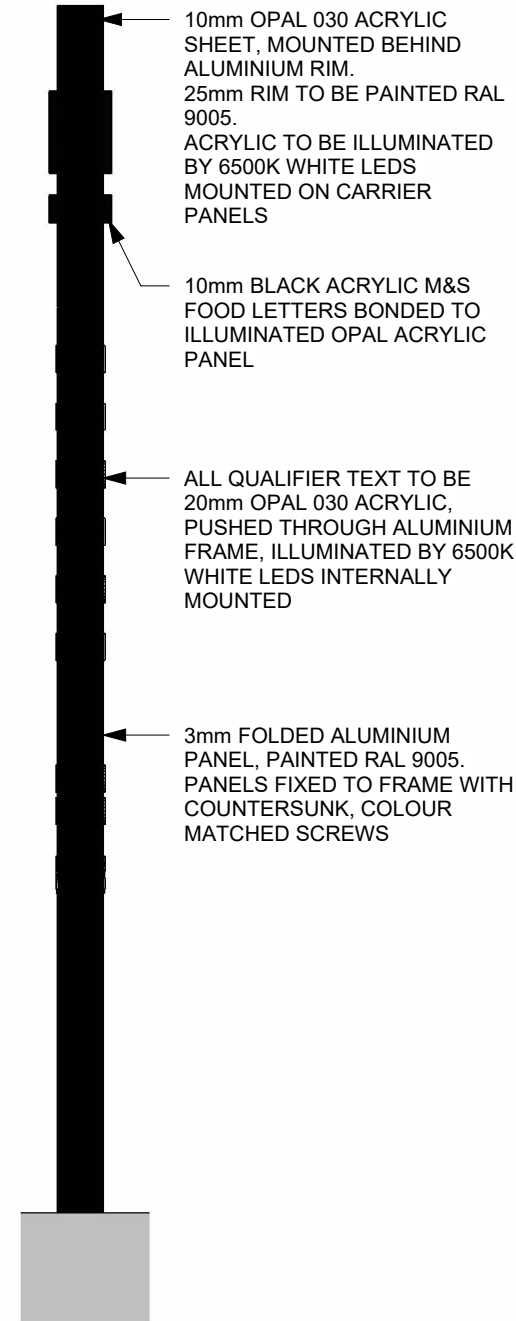 10mm OPAL 030 ACRYLIC
SHEET, MOUNTED BEHIND
ALUMINIUM RIM.
25mm RIM TO BE PAINTED RAL
9005.
ACRYLIC TO BE ILLUMINATED
BY 6500K WHITE LEDS
MOUNTED ON CARRIER
PANELS
10mm BLACK ACRYLIC M&S
FOOD LETTERS BONDED TO
ILLUMINATED OPAL ACRYLIC
PANEL
ALL QUALIFIER TEXT TO BE
20mm OPAL 030 ACRYLIC,
PUSHED THROUGH ALUMINIUM
FRAME, ILLUMINATED BY 6500K
WHITE LEDS INTERNALLY
MOUNTED
3mm FOLDED ALUMINIUM
PANEL, PAINTED RAL 9005.
PANELS FIXED TO FRAME WITH
COUNTERSUNK, COLOUR
MATCHED SCREWS